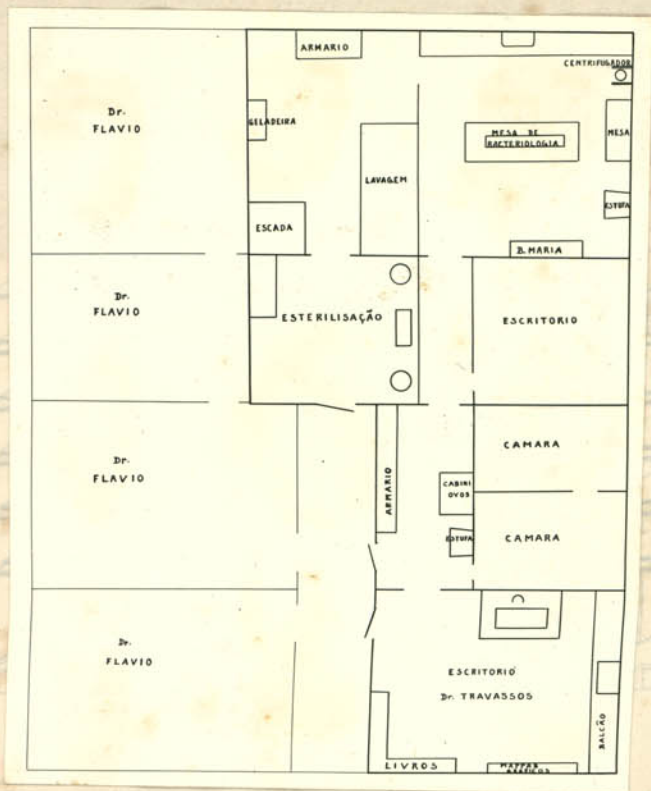 ARMARIO
CENTRIFUGADOR
Dr.
FLAVIO
GELADEIRA
MESA DE
BACTERIOLOGIA
MESA
LAVAGEM
ESTUFA
ESCADA
B. MARIA
Dr.
FLAVIO
ESTERILISAÇÃO
ESCRITORIO
Dr.
FLAVIO
ARMARIO
CAMARA
CABINI
OVOS
ESTUFA
CAMARA
Dr.
FLAVIO
ESCRITORIO
Dr. TRAVASSOS
BALCÃO
LIVROS
MAPPAS